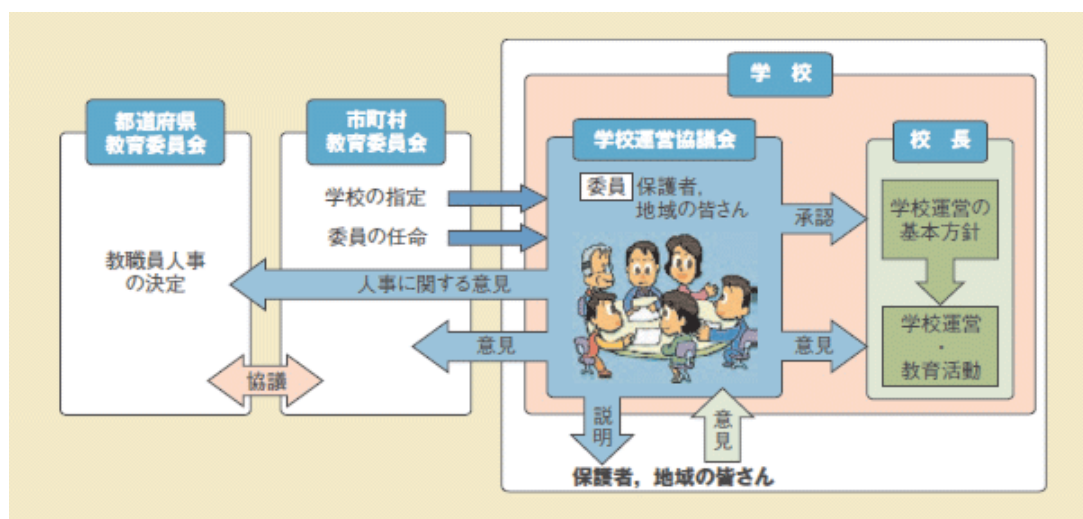 都道府県
教育委員会
教職員人事
の決定
市町村
教育委員会
学校の指定
委員の任命
人事に関する意見
意見
協議
学 校
学校運営協議会
委員 保護者，
地域の皆さん
承認
意見
校 長
学校運営の
基本方針
学校運営
・
教育活動
説明
意見
保護者，地域の皆さん